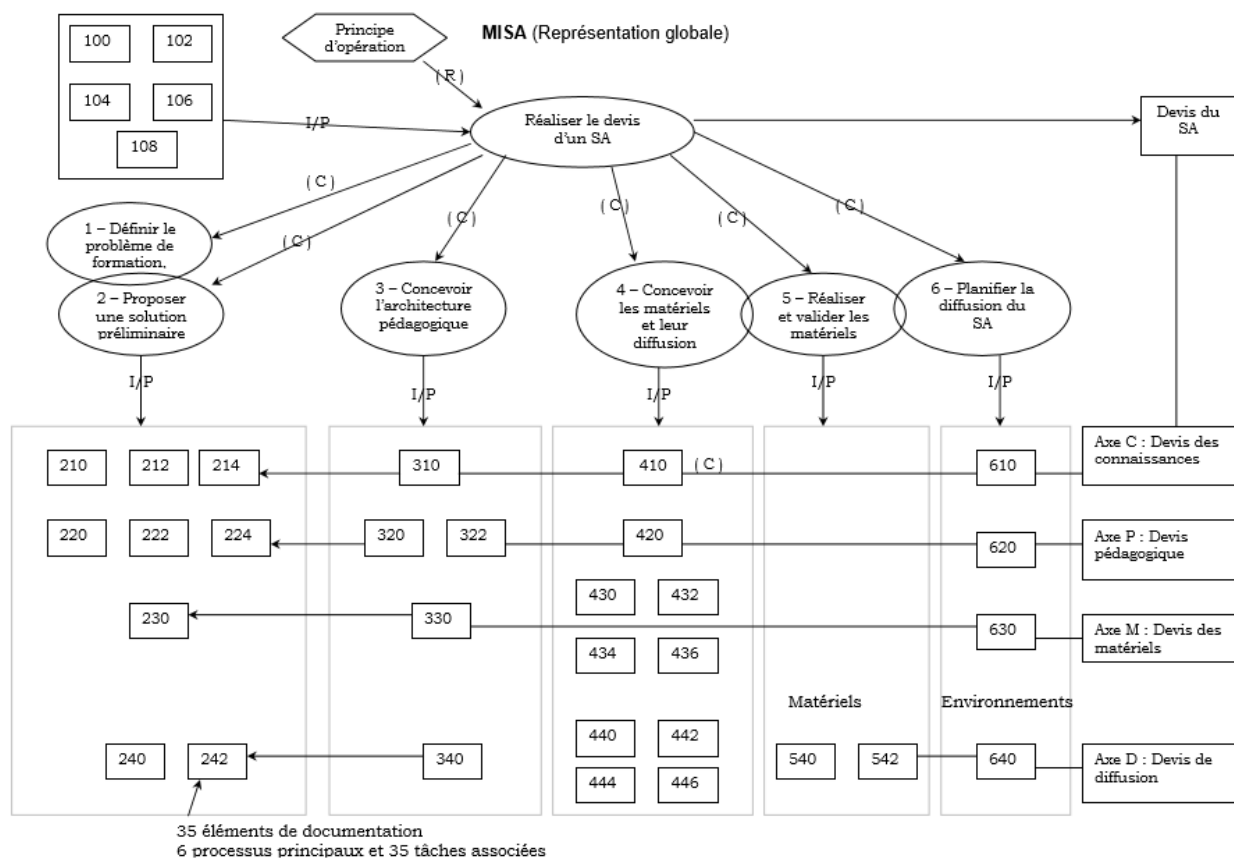 MISA (Représentation globale)
Principe
d'opération
100
102
104
106
108
( R )
I/P
Réaliser le devis
d'un SA
Devis du
SA
( C )
( C )
( C )
( C )
( C )
( C )
1 – Définir le
problème de
formation,
2 – Proposer
une solution
préliminaire
3 – Concevoir
l'architecture
pédagogique
4 – Concevoir
les matériels
et leur
diffusion
5 – Réaliser
et valider les
matériels
6 – Planifier la
diffusion du
SA
I/P
I/P
I/P
I/P
I/P
210
212
214
310
410
( C )
610
Axe C : Devis des
connaissances
220
222
224
320
322
420
620
Axe P : Devis
pédagogique
430
432
230
330
630
Axe M : Devis des
matériels
434
436
Matériels
Environnements
440
442
240
242
340
540
542
640
Axe D : Devis de
diffusion
444
446
35 éléments de documentation
6 processus principaux et 35 tâches associées